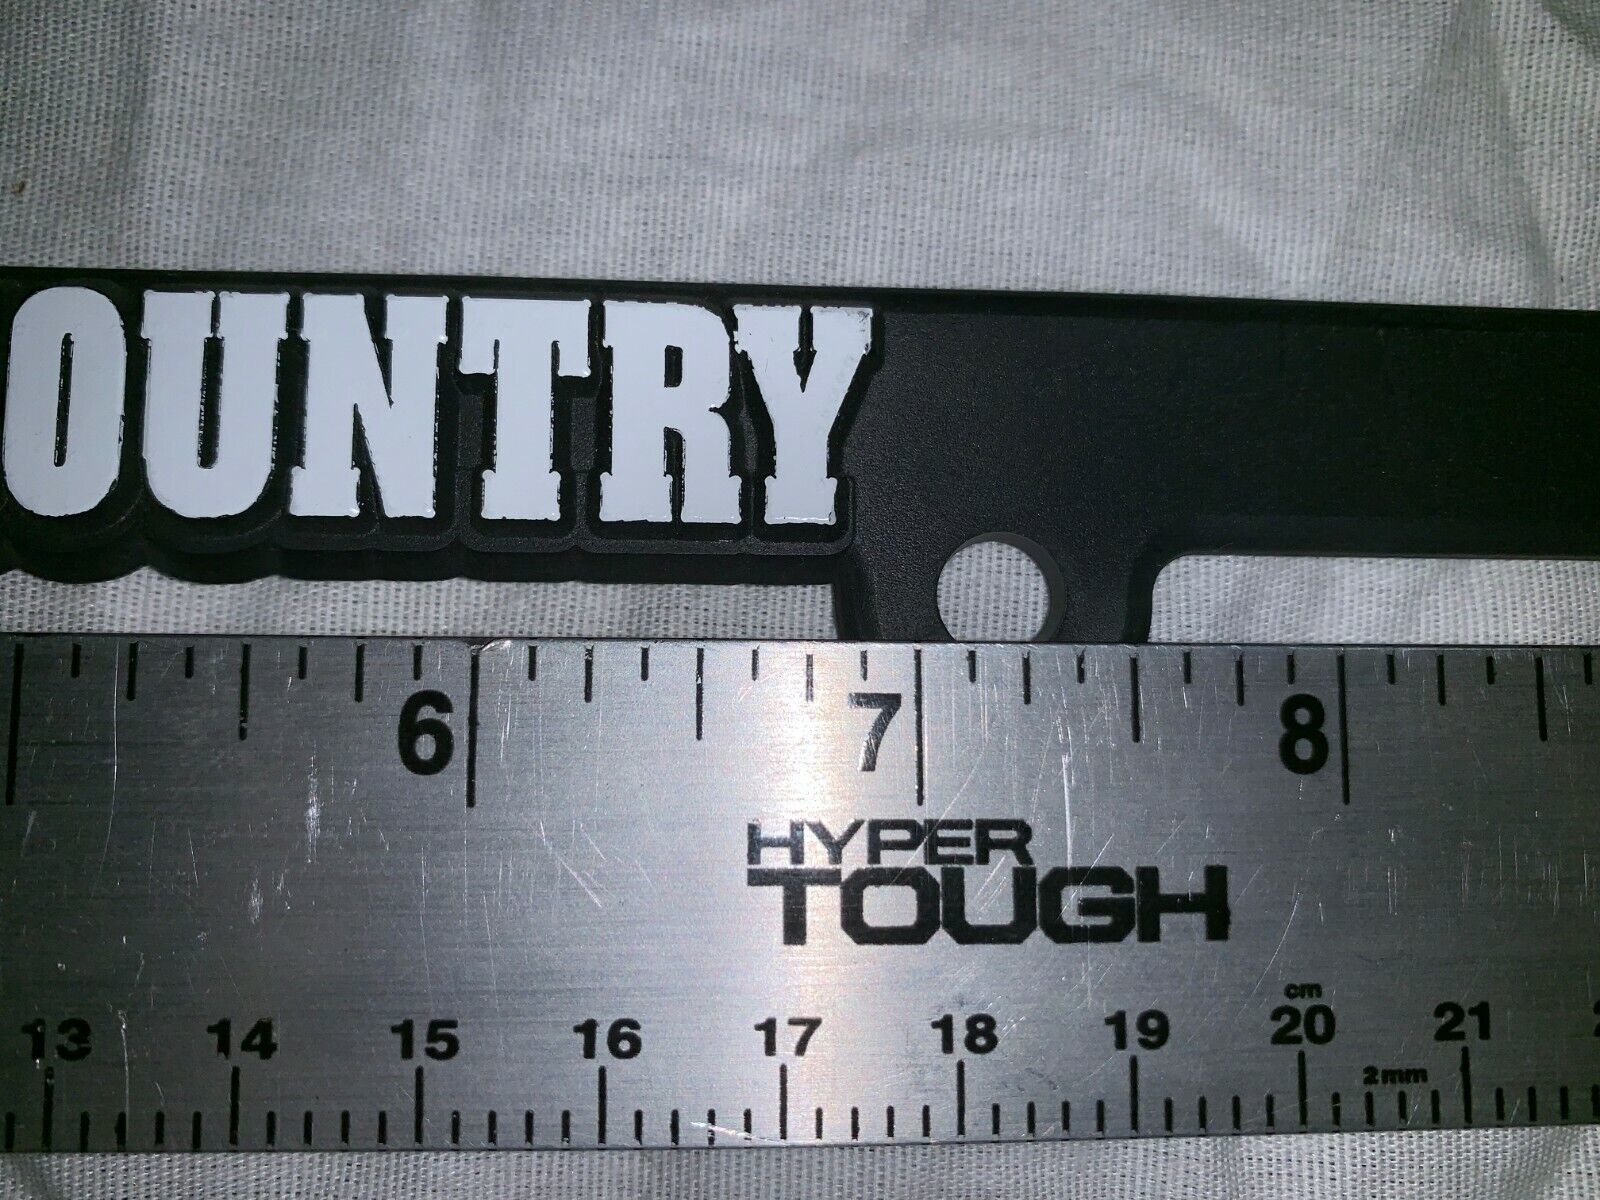 OUNTRY
6 7 8
HYPER
TOUGH
cm
13 14 15 16 17 18 19 20 21
2mm